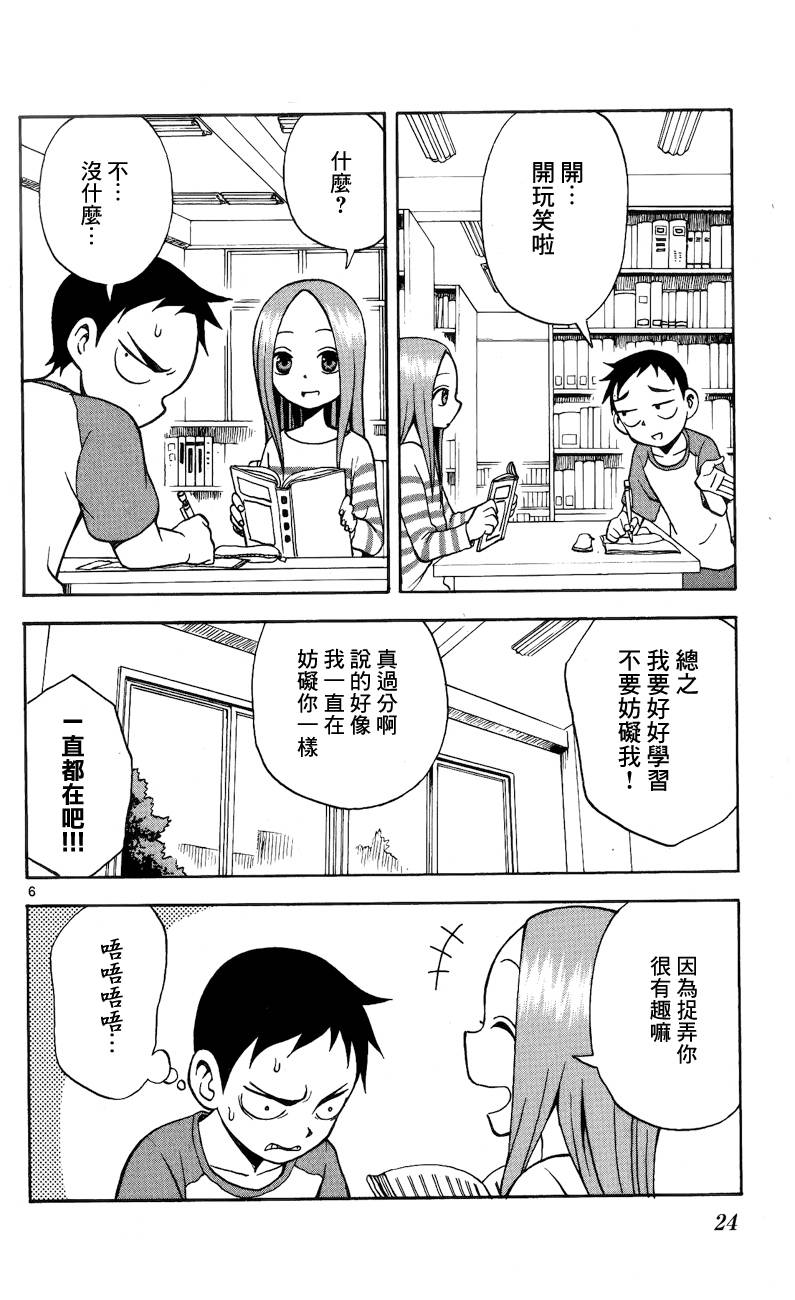 開…
開玩笑啦
什麼?
不…
沒什麼…
總之
我要好好學習
不要妨礙我!
真過分啊
說的好像
我一直在
妨礙你一樣
一直都在吧!!!
6
因為捉弄你
很有趣嘛
唔唔唔唔…
24